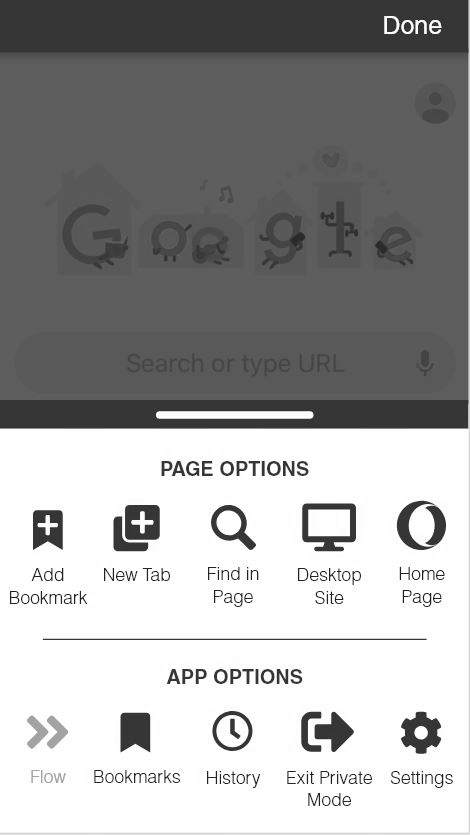 Done
Google
Search or type URL
PAGE OPTIONS
Add
Bookmark
New Tab
Find in
Page
Desktop
Site
Home
Page
APP OPTIONS
Flow
Bookmarks
History
Exit Private
Mode
Settings